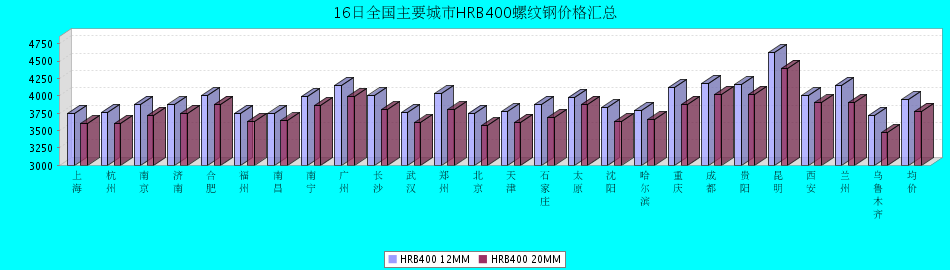 16日全国主要城市HRB400螺纹钢价格汇总
4750
4500
4250
4000
3750
3500
3250
3000
上海
杭州
南京
济南
合肥
福州
南昌
南宁
广州
长沙
武汉
郑州
北京
天津
石家庄
太原
沈阳
哈尔滨
重庆
成都
贵阳
昆明
西安
兰州
乌鲁木齐
均价
HRB400 12MM HRB400 20MM